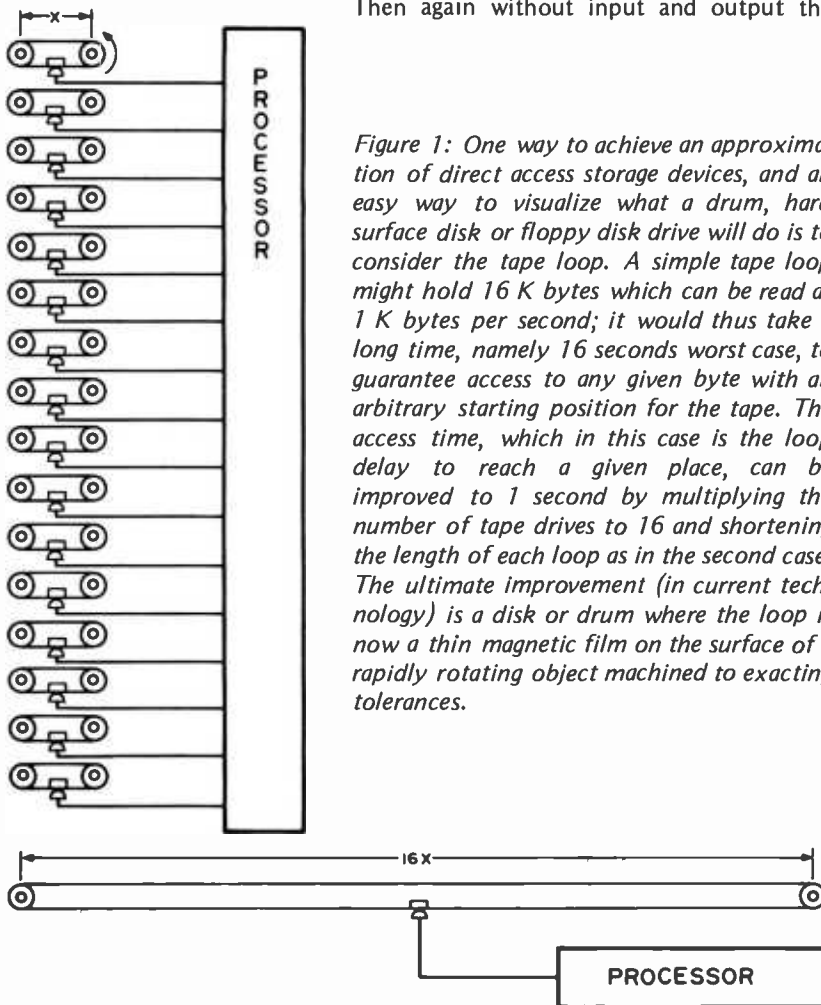 x
Then again without input and output th
PROCESSOR
Figure 1: One way to achieve an approxima
tion of direct access storage devices, and a
easy way to visualize what a drum, hard
surface disk or floppy disk drive will do is t
consider the tape loop. A simple tape loop
might hold 16 K bytes which can be read a
1 K bytes per second; it would thus take
long time, namely 16 seconds worst case, t
guarantee access to any given byte with a
arbitrary starting position for the tape. Th
access time, which in this case is the loop
delay to reach a given place, can b
improved to 1 second by multiplying th
number of tape drives to 16 and shortenin
the length of each loop as in the second case
The ultimate improvement (in current tech
nology) is a disk or drum where the loop i
now a thin magnetic film on the surface of
rapidly rotating object machined to exactin
tolerances.
16X
PROCESSOR